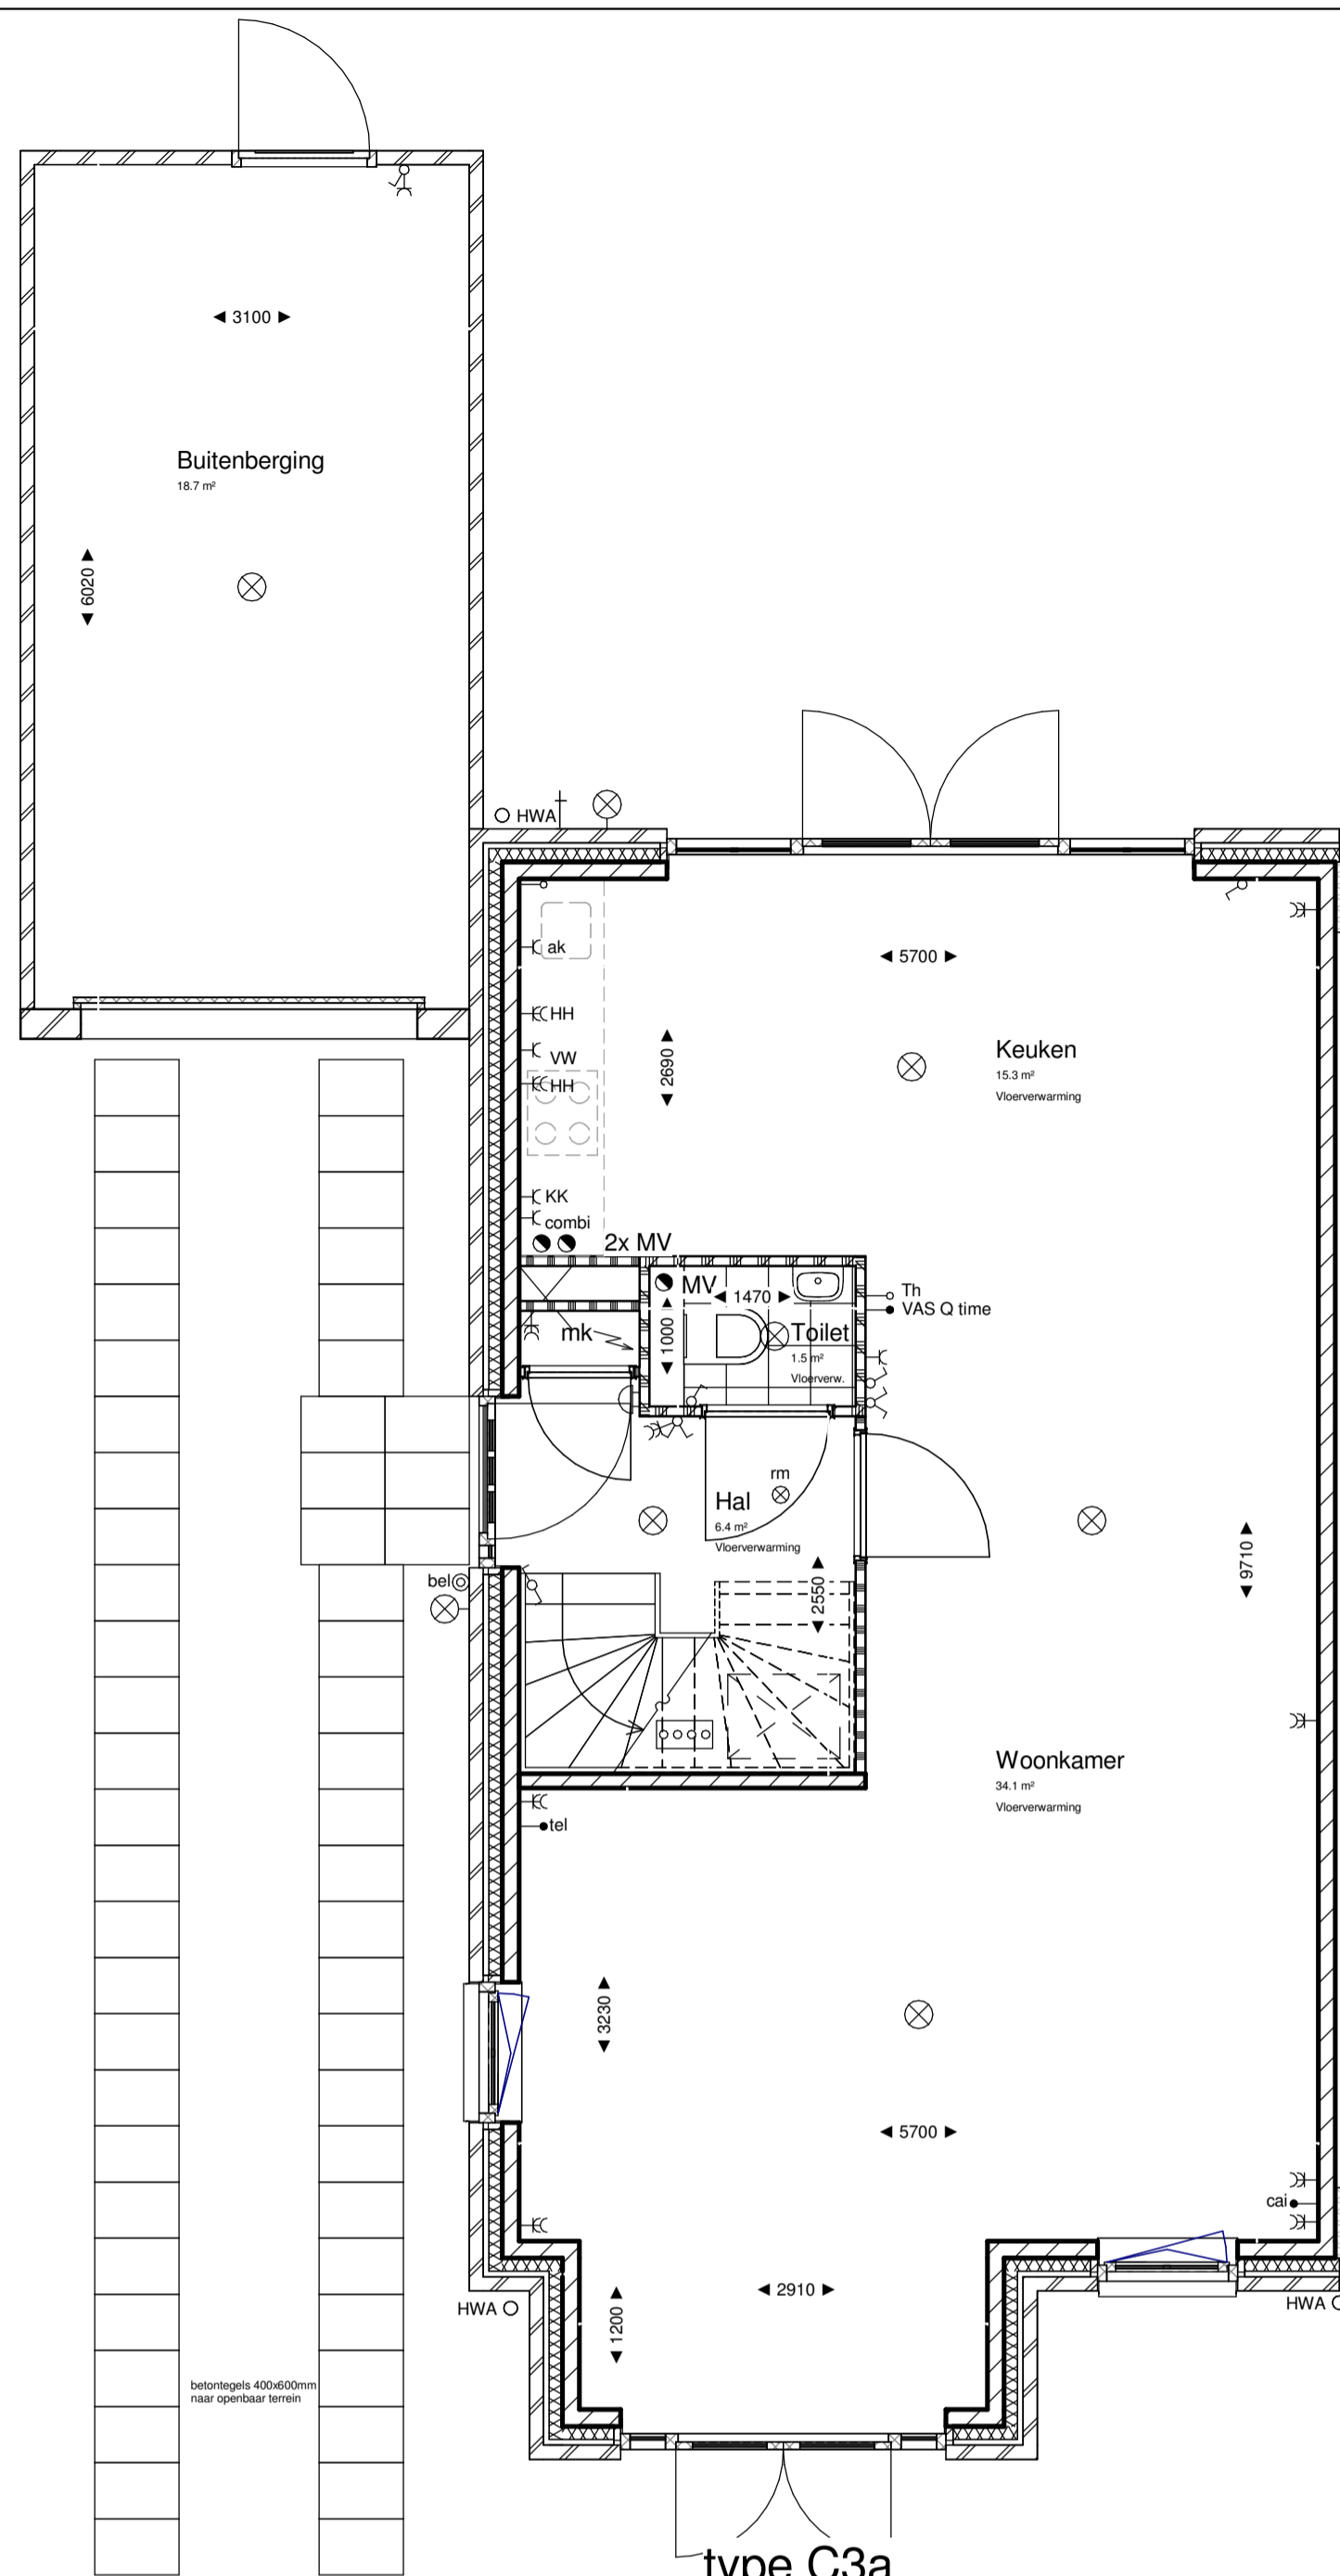 3100
Buitenberging
18.7 m²
6020
HWA
ak
5700
HH
2690
Keuken
15.3 m²
Vloerverwarming
VW
HH
KK
combi
2x MV
MV
1470
Th
VAS Q time
mk
1000
Toilet
1.5 m²
Vloerverw.
rm
Hal
6.4 m²
Vloerverwarming
bel
2550
9710
Woonkamer
34.1 m²
Vloerverwarming
tel
3230
5700
cai
2910
HWA
1200
HWA
betontegels 400x600mm
naar openbaar terrein
type C3a